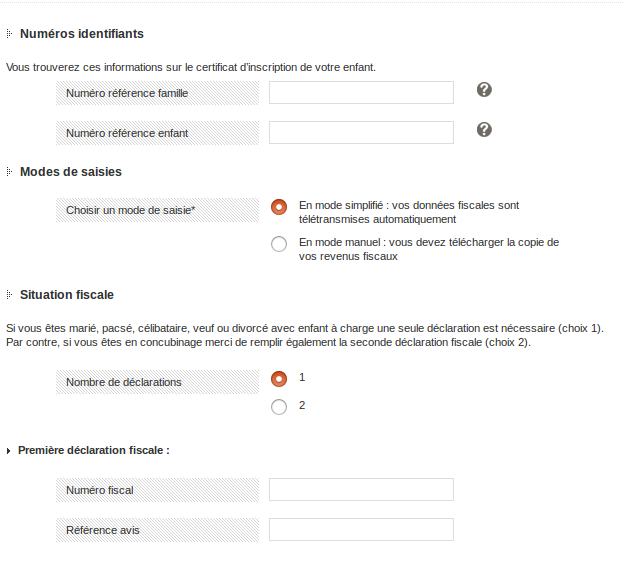 Numéros identifiants
Vous trouverez ces informations sur le certificat d'inscription de votre enfant.
Numéro référence famille
?
Numéro référence enfant
?
Modes de saisies
Choisir un mode de saisie*
En mode simplifié : vos données fiscales sont
télétransmises automatiquement
En mode manuel : vous devez télécharger la copie de
vos revenus fiscaux
Situation fiscale
Si vous êtes marié, pacsé, célibataire, veuf ou divorcé avec enfant à charge une seule déclaration est nécessaire (choix 1).
Par contre, si vous êtes en concubinage merci de remplir également la seconde déclaration fiscale (choix 2).
Nombre de déclarations
1
2
Première déclaration fiscale :
Numéro fiscal
Référence avis